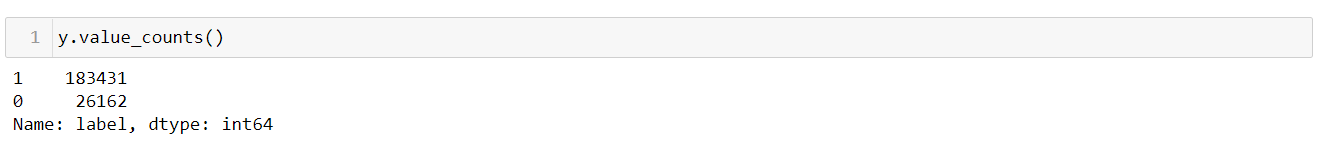 1 y.value_counts()
1 183431
0 26162
Name: label, dtype: int64